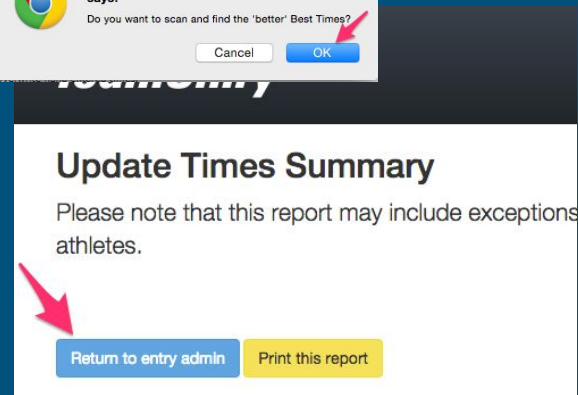 says:
Do you want to scan and find the 'better' Best Times?
Cancel
OK
Update Times Summary
Please note that this report may include exceptions
athletes.
Return to entry admin
Print this report